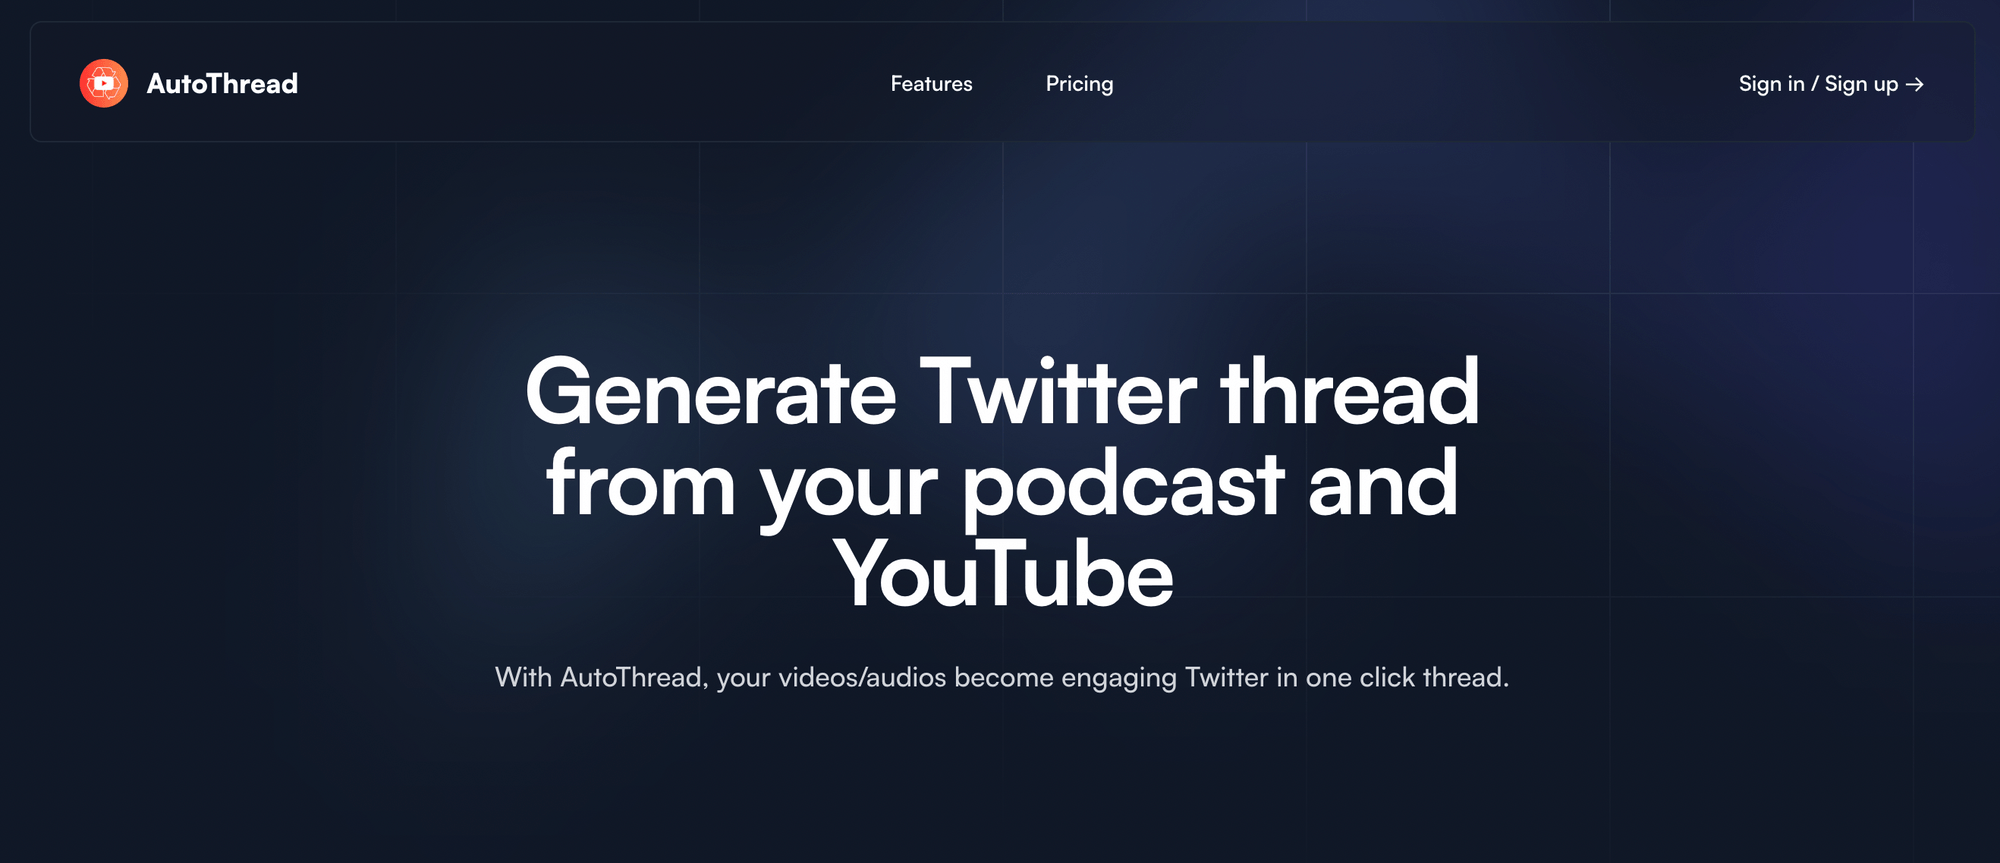 AutoThread
Features
Pricing
Sign in / Sign up →
Generate Twitter thread
from your podcast and
YouTube
With AutoThread, your videos/audios become engaging Twitter in one click thread.